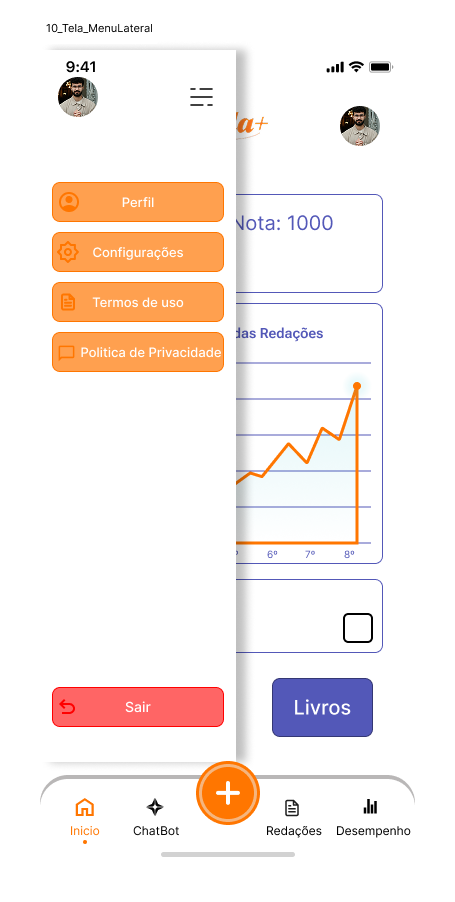 10_Tela_MenuLateral
9:41
la+
Perfil
Nota: 1000
Configurações
Termos de uso
das Redações
Politica de Privacidade
6º 7º 8º
Sair
Livros
Inicio
ChatBot
Redações
Desempenho